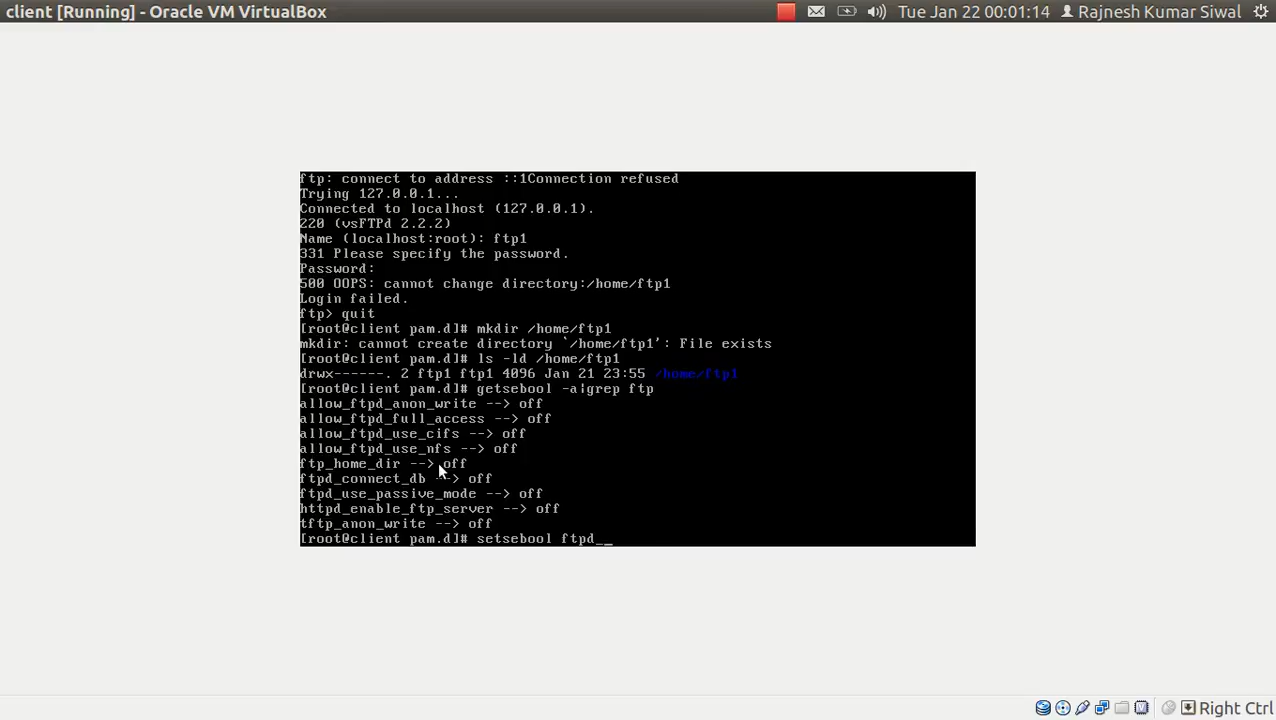 client [Running] - Oracle VM VirtualBox
Tue Jan 22 00:01:14 Rajnesh Kumar Siwal
ftp: connect to address ::1Connection refused
Trying 127.0.0.1...
Connected to localhost (127.0.0.1).
220 (vsFTPd 2.2.2)
Name (localhost:root): ftp1
331 Please specify the password.
Password:
500 OOPS: cannot change directory:/home/ftp1
Login failed.
ftp> quit
[root@client pam.d]# mkdir /home/ftp1
mkdir: cannot create directory `/home/ftp1': File exists
[root@client pam.d]# ls -ld /home/ftp1
drwx------. 2 ftp1 ftp1 4096 Jan 21 23:55 /home/ftp1
[root@client pam.d]# getsebool -a|grep ftp
allow_ftpd_anon_write --> off
allow_ftpd_full_access --> off
allow_ftpd_use_cifs --> off
allow_ftpd_use_nfs --> off
ftp_home_dir --> off
ftpd_connect_db --> off
ftpd_use_passive_mode --> off
httpd_enable_ftp_server --> off
tftp_anon_write --> off
[root@client pam.d]# setsebool ftpd_
Right Ctrl